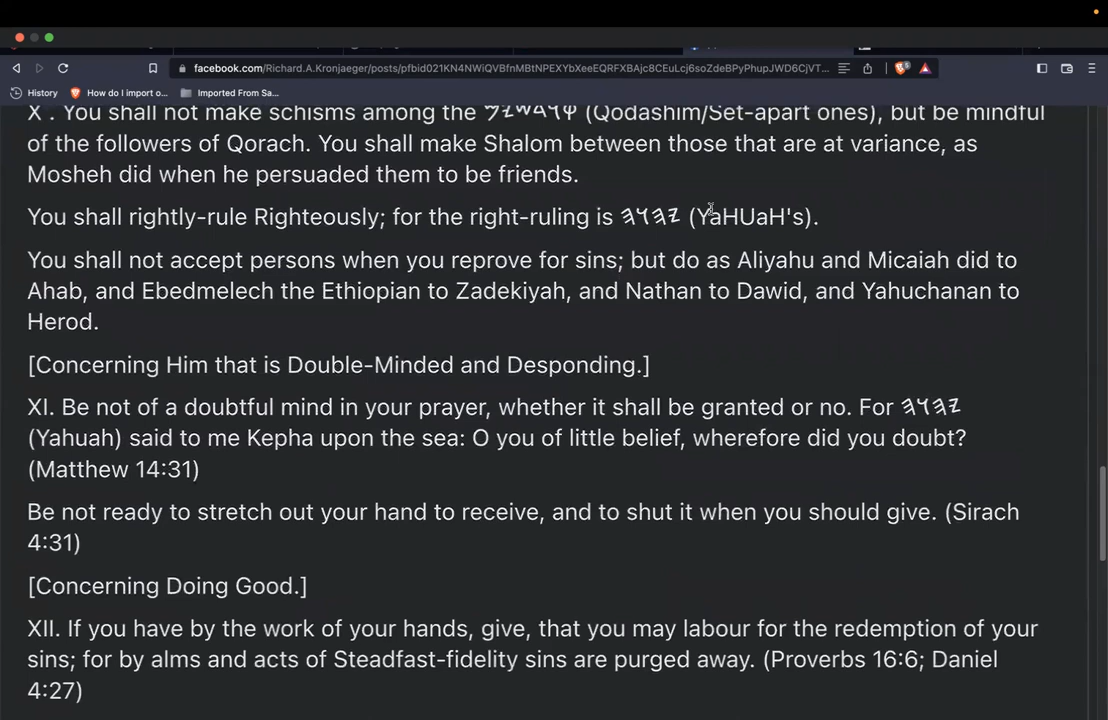 facebook.com/Richard.A.Kronjaeger/posts/pfbid021KN4NWiQVBfnMBtNPEXYbXeeEQRFXBAjc8CEuLcj6soZdeBPyPhupJWD6CjVT...
History How do I import o... Imported From Sa...
X . You shall not make schisms among the 𐤒𐤅𐤃𐤔𐤉𐤌 (Qodashim/Set-apart ones), but be mindful
of the followers of Qorach. You shall make Shalom between those that are at variance, as
Mosheh did when he persuaded them to be friends.
You shall rightly-rule Righteously; for the right-ruling is 𐤉𐤄𐤅𐤄 (YaHUaH's).
You shall not accept persons when you reprove for sins; but do as Aliyahu and Micaiah did to
Ahab, and Ebedmelech the Ethiopian to Zadekiyah, and Nathan to Dawid, and Yahuchanan to
Herod.
[Concerning Him that is Double-Minded and Desponding.]
XI. Be not of a doubtful mind in your prayer, whether it shall be granted or no. For 𐤉𐤄𐤅𐤄
(Yahuah) said to me Kepha upon the sea: O you of little belief, wherefore did you doubt?
(Matthew 14:31)
Be not ready to stretch out your hand to receive, and to shut it when you should give. (Sirach
4:31)
[Concerning Doing Good.]
XII. If you have by the work of your hands, give, that you may labour for the redemption of your
sins; for by alms and acts of Steadfast-fidelity sins are purged away. (Proverbs 16:6; Daniel
4:27)